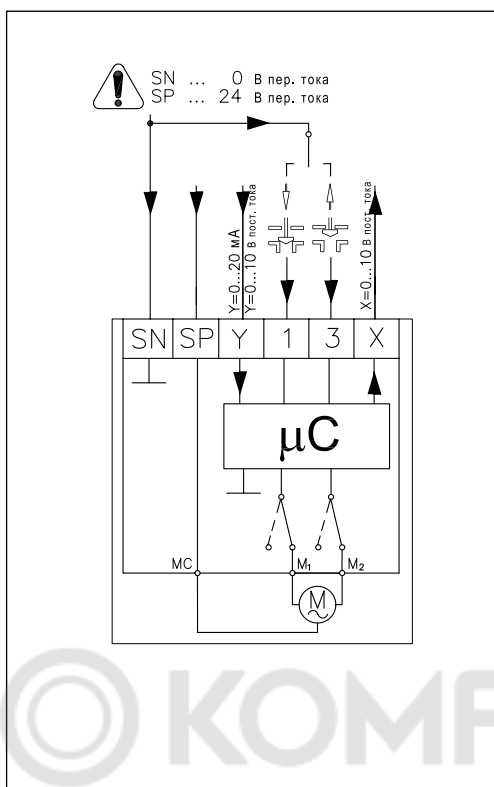 SN ... 0 В пер. тока
SP ... 24 В пер. тока
Y=0...20 мА
Y=0...10 В пост. тока
X=0...10 В пост. тока
SN SP Y 1 3 X
µC
MC M₁ M₂
M
KOMF